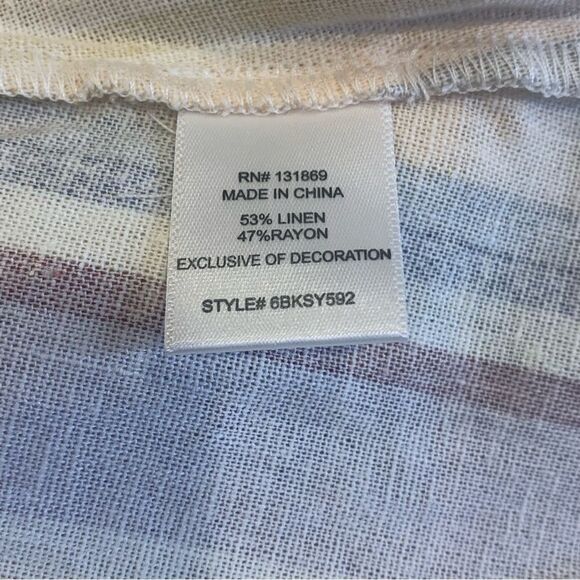 RN# 131869
MADE IN CHINA
53% LINEN
47%RAYON
EXCLUSIVE OF DECORATION
STYLE# 6BKSY592